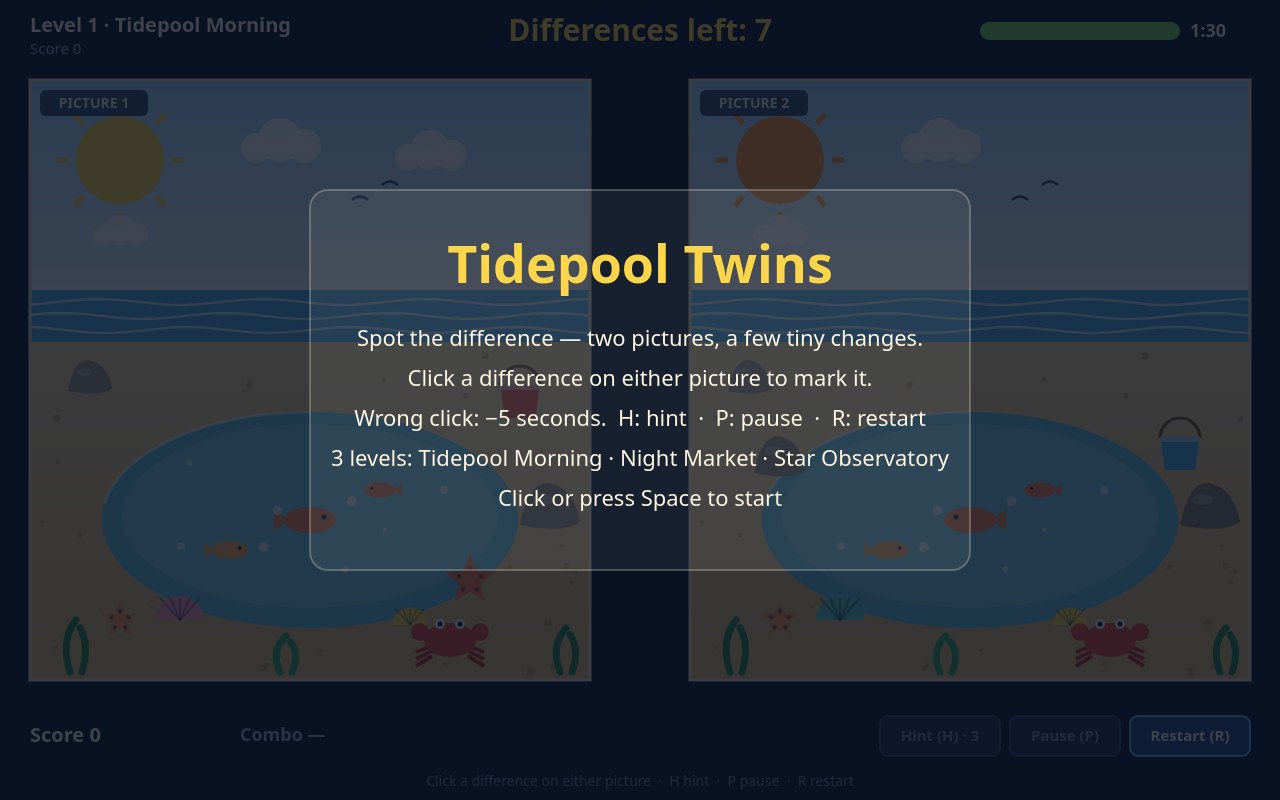 Level 1 · Tidepool Morning
Score 0
Differences left: 7
1:30
PICTURE 1
PICTURE 2
Tidepool Twins
Spot the difference — two pictures, a few tiny changes.
Click a difference on either picture to mark it.
Wrong click: −5 seconds.  H: hint  ·  P: pause  ·  R: restart
3 levels: Tidepool Morning · Night Market · Star Observatory
Click or press Space to start
Score 0
Combo —
Hint (H) · 3
Pause (P)
Restart (R)
Click a difference on either picture  ·  H hint  ·  P pause  ·  R restart